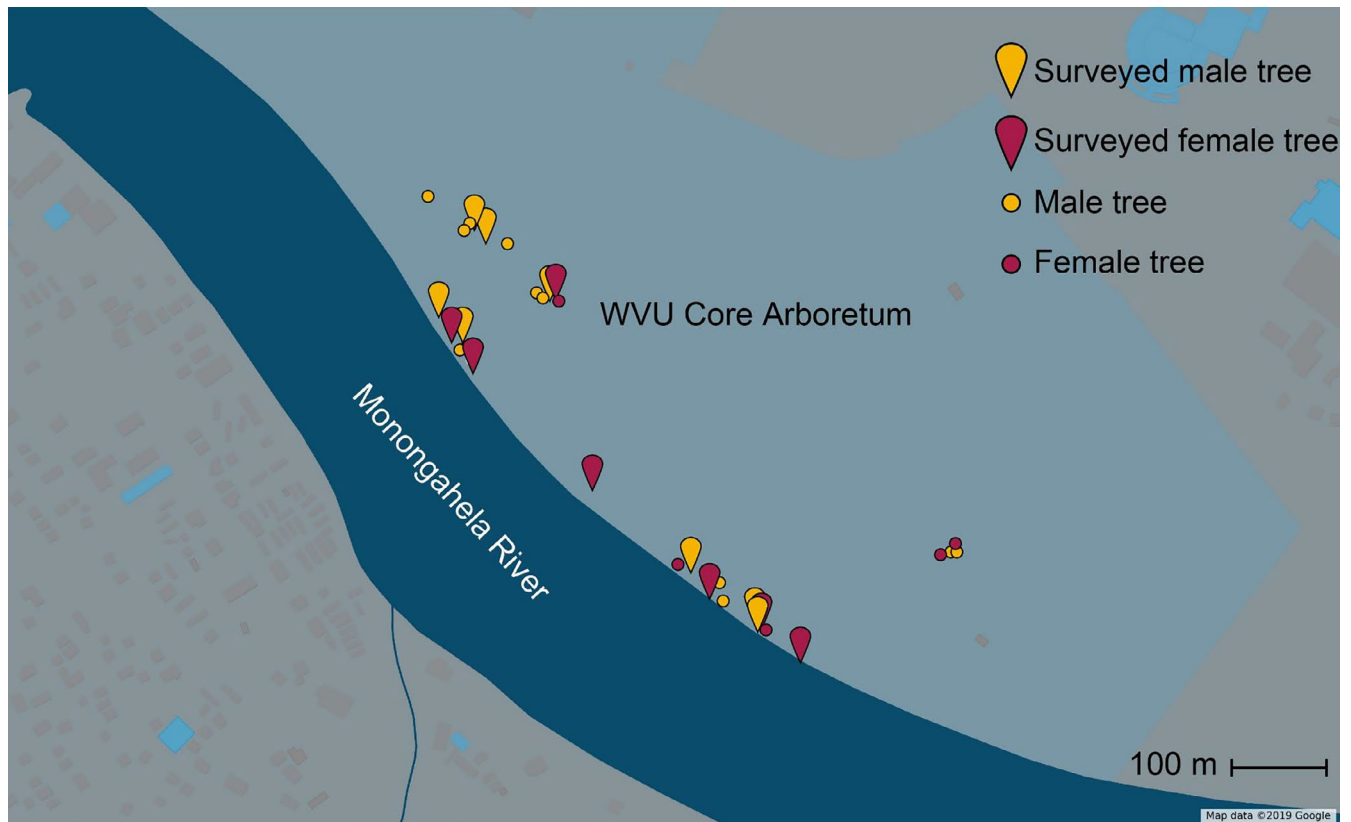 Surveyed male tree
Surveyed female tree
Male tree
Female tree
WVU Core Arboretum
Monongahela River
100 m
Map data ©2019 Google